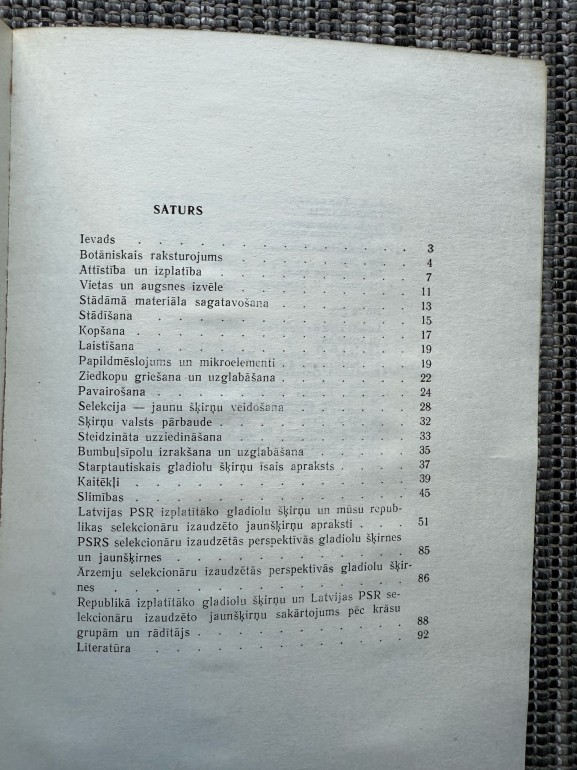 SATURS
Ievads . . . . . . . . . . . . 3
Botāniskais raksturojums . . . . . . . 4
Attīstība un izplatība . . . . . . . . 7
Vietas un augsnes izvēle . . . . . . . 11
Stādāmā materiāla sagatavošana . . . . . . 13
Stādīšana . . . . . . . . . . . 15
Kopšana . . . . . . . . . . . 17
Laistīšana . . . . . . . . . . . 19
Papildmēslojums un mikroelementi . . . . . . 19
Ziedkopu griešana un uzglabāšana . . . . . . 22
Pavairošana . . . . . . . . . . 24
Selekcija — jaunu šķirņu veidošana . . . . . 28
Šķirņu valsts pārbaude . . . . . . . . 32
Steidzināta uzziedināšana . . . . . . . 33
Bumbuļsīpolu izrakšana un uzglabāšana . . . . 35
Starptautiskais gladiolu šķirņu īsais apraksts . . . 37
Kaitēkļi . . . . . . . . . . . 39
Slimības . . . . . . . . . . . 45
Latvijas PSR izplatītāko gladiolu šķirņu un mūsu repub-
likas selekcionāru izaudzēto jaunšķirņu apraksti . . . 51
PSRS selekcionāru izaudzētās perspektīvās gladiolu šķirnes
un jaunšķirnes . . . . . . . . . 85
Ārzemju selekcionāru izaudzētās perspektīvās gladiolu šķir-
nes . . . . . . . . . . . . 86
Republikā izplatītāko gladiolu šķirņu un Latvijas PSR se-
lekcionāru izaudzēto jaunšķirņu sakārtojums pēc krāsu
grupām un rādītājs . . . . . . . . 88
Literatūra . . . . . . . . . . 92